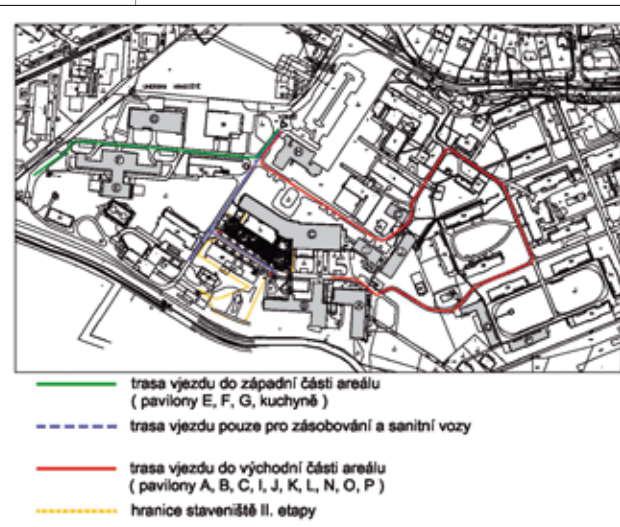 trasa vjezdu do západní části areálu
( pavilony E, F, G, kuchyně )
trasa vjezdu pouze pro zásobování a sanitní vozy
trasa vjezdu do východní části areálu
( pavilony A, B, C, I, J, K, L, N, O, P )
hranice staveniště II. etapy